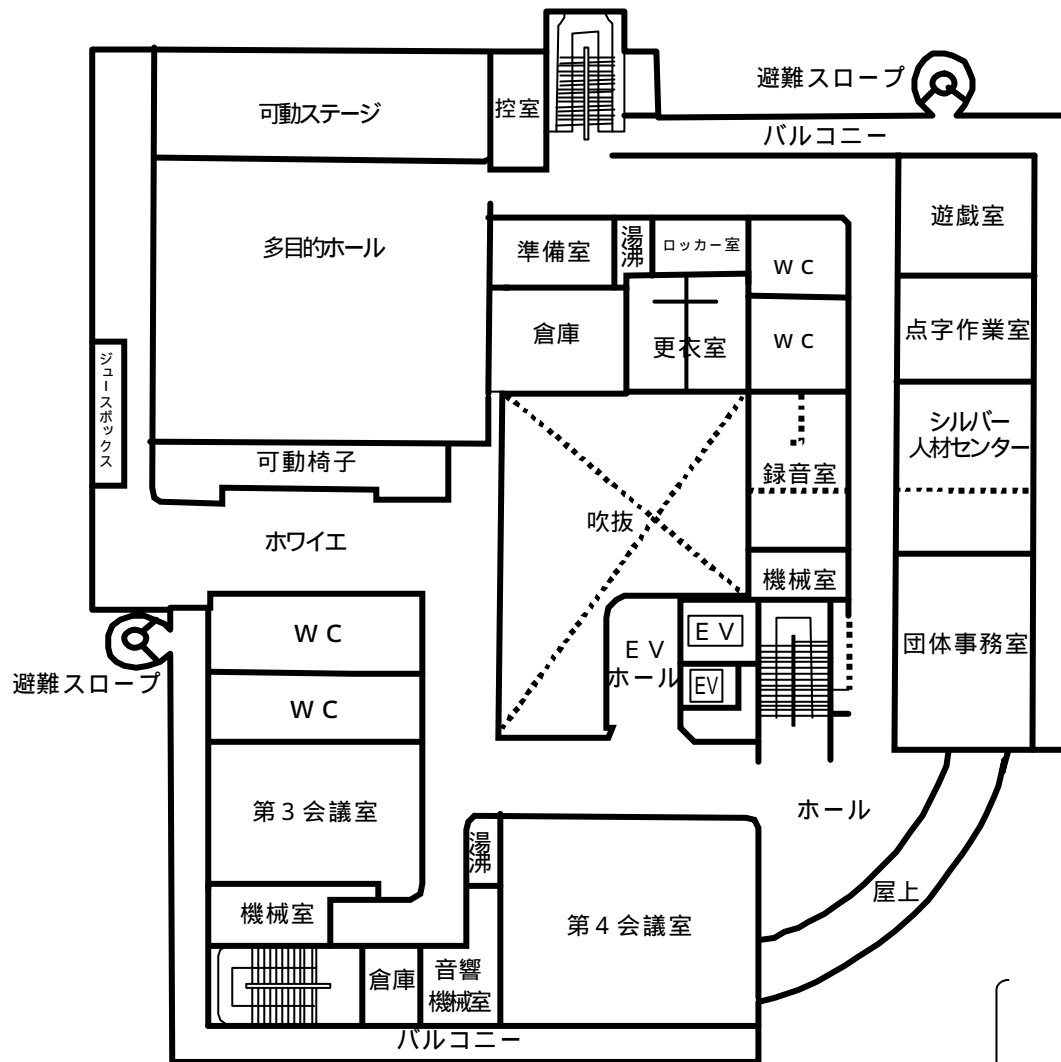 避難スロープ
可動ステージ
控室
バルコニー
遊戯室
多目的ホール
準備室
湯沸
ロッカー室
ＷＣ
倉庫
更衣室
ＷＣ
点字作業室
ジュースボックス
シルバー
人材センター
可動椅子
録音室
吹抜
ホワイエ
機械室
ＷＣ
ＥＶ
ＥＶ
ホール
団体事務室
避難スロープ
EV
ＷＣ
第３会議室
ホール
湯沸
屋上
機械室
第４会議室
倉庫
音響
機械室
バルコニー